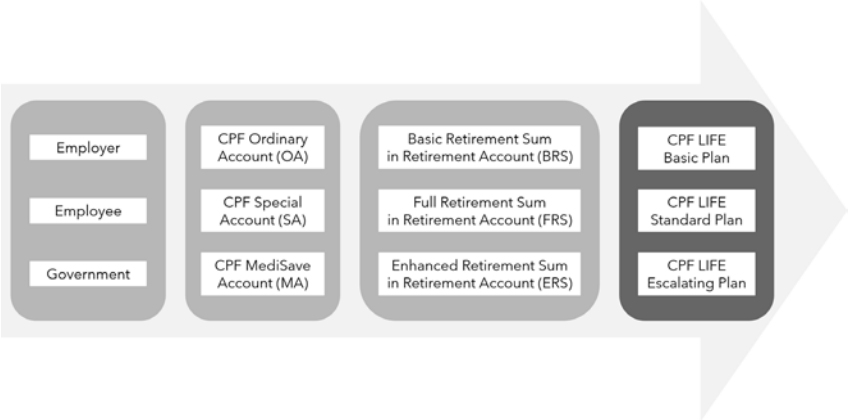 Employer
Employee
Government
CPF Ordinary
Account (OA)
CPF Special
Account (SA)
CPF MediSave
Account (MA)
Basic Retirement Sum
in Retirement Account (BRS)
Full Retirement Sum
in Retirement Account (FRS)
Enhanced Retirement Sum
in Retirement Account (ERS)
CPF LIFE
Basic Plan
CPF LIFE
Standard Plan
CPF LIFE
Escalating Plan